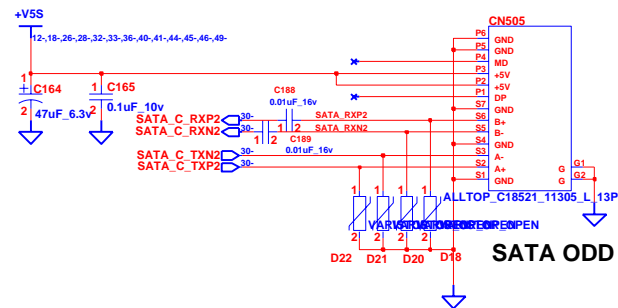 +V5S
12-,18-,26-,28-,32-,33-,36-,40-,41-,44-,45-,46-,49-
CN505
P6 GND
P5 GND
P4 MD
P3 +5V
P2 +5V
P1 DP
S7 GND
S6 B+
S5 B-
S4 GND
S3 A-
S2 A+
S1 GND
G G1
G G2
ALLTOP_C18521_11305_L_13P
1 + C164
2 47uF_6.3v
1 C165
2 0.1uF_10v
C188
0.01uF_16v
1 2
SATA_C_RXP2 30- SATA_RXP2
SATA_C_RXN2 30- SATA_RXN2
C189
0.01uF_16v
SATA_C_TXN2 30-
SATA_C_TXP2 30-
1 1 1 1
2 2 2 2
D22 D21 D20 D18
SATA ODD